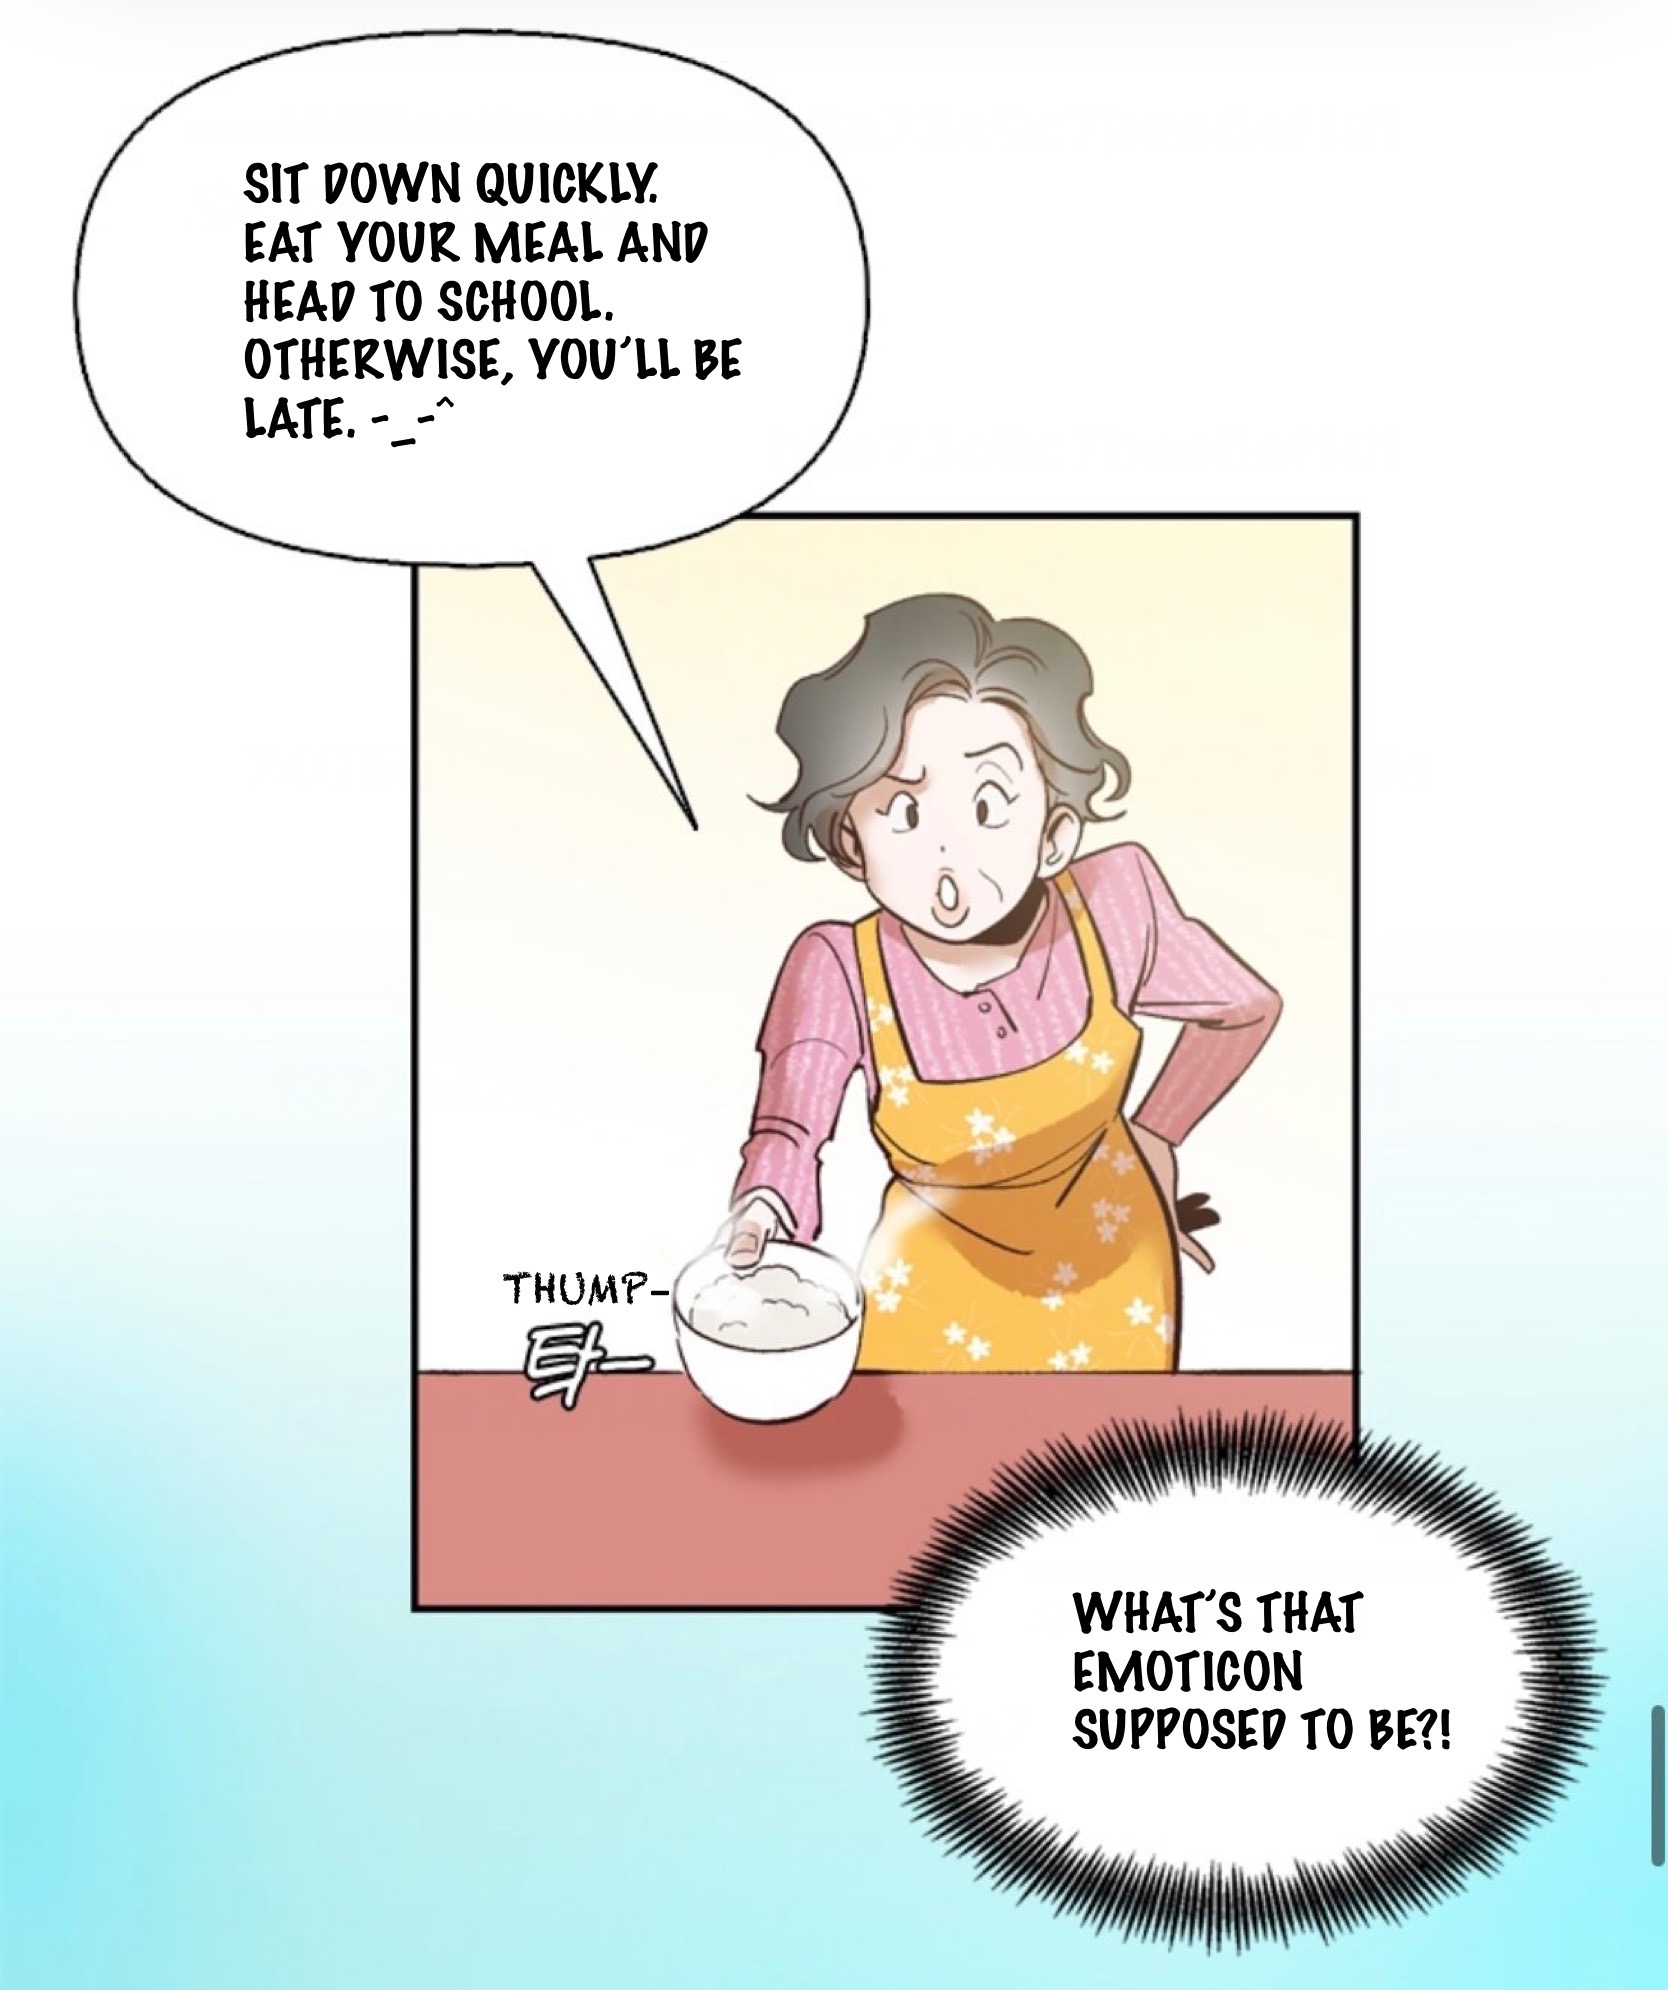 SIT DOWN QUICKLY.
EAT YOUR MEAL AND
HEAD TO SCHOOL.
OTHERWISE, YOU'LL BE
LATE. -_-^
THUMP-
탁-
WHAT'S THAT
EMOTICON
SUPPOSED TO BE?!